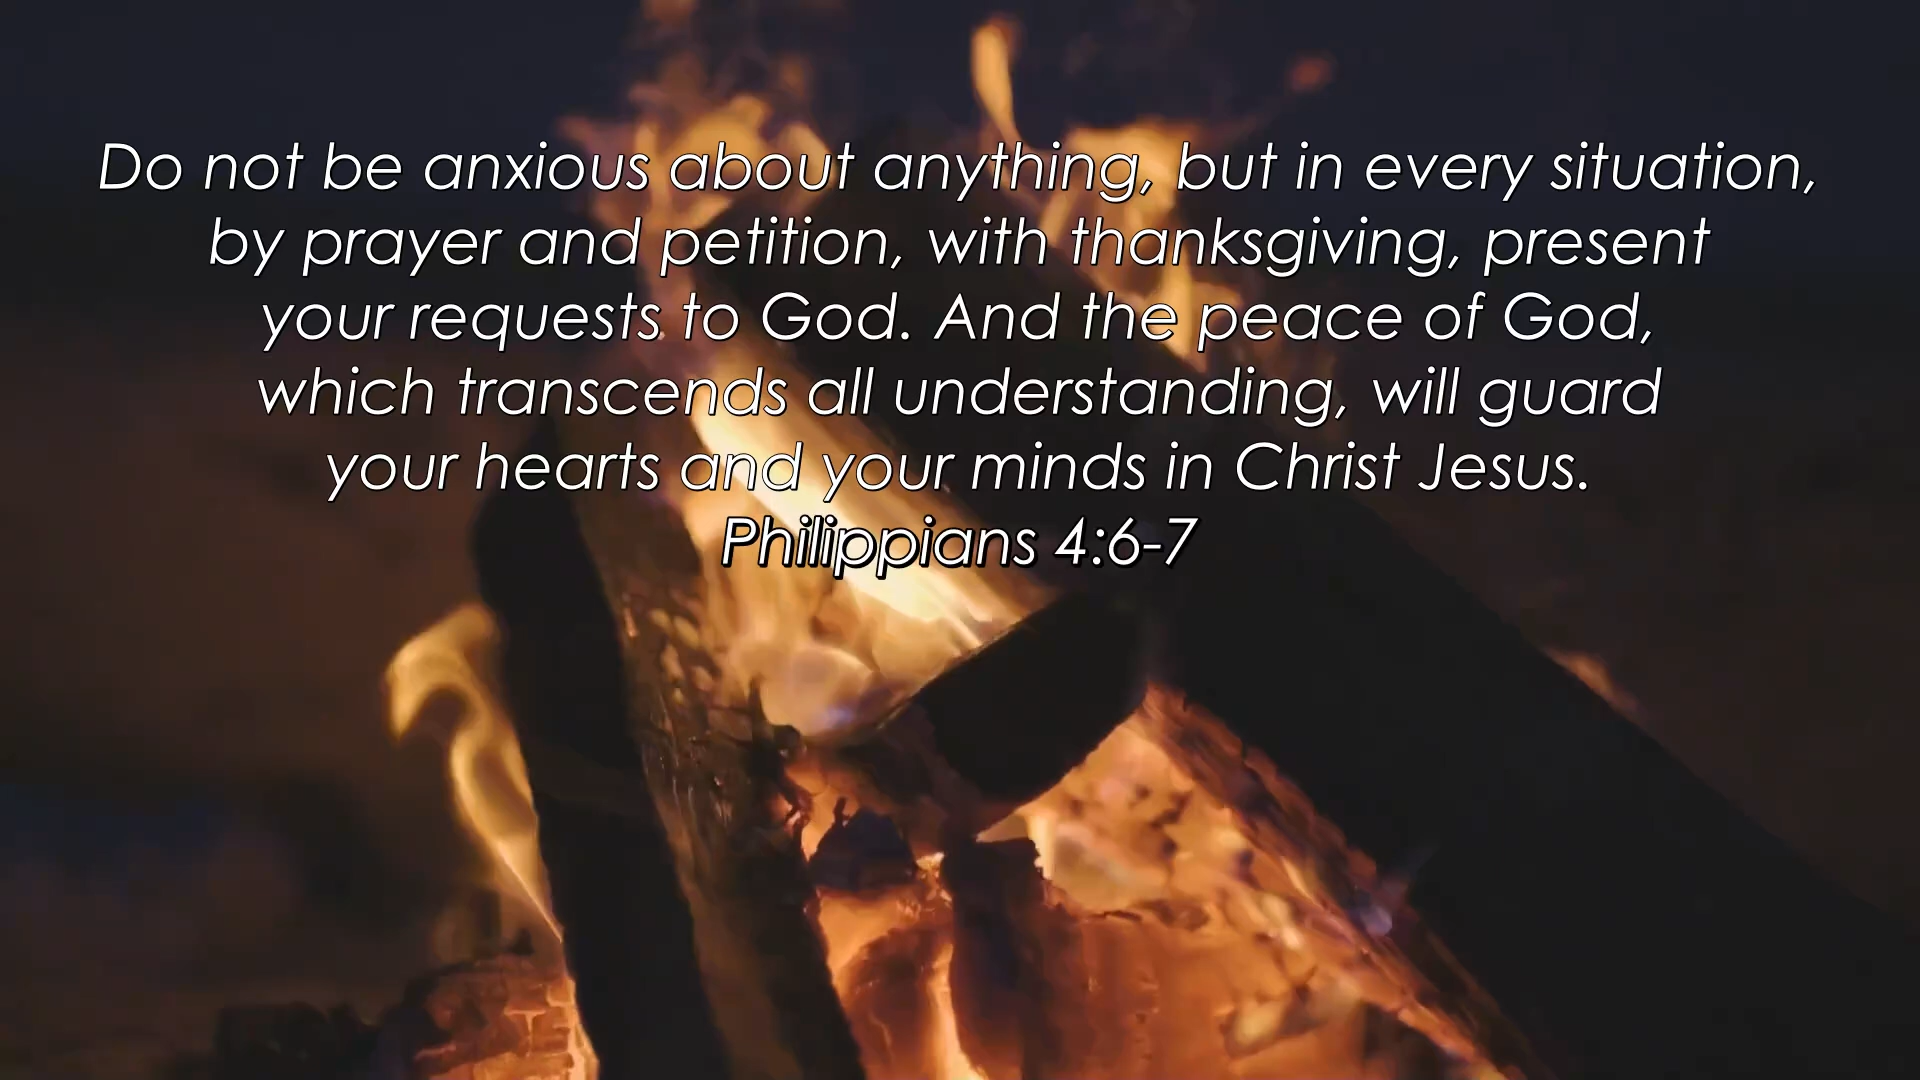 Do not be anxious about anything, but in every situation,
by prayer and petition, with thanksgiving, present
your requests to God. And the peace of God,
which transcends all understanding, will guard
your hearts and your minds in Christ Jesus.
Philippians 4:6-7